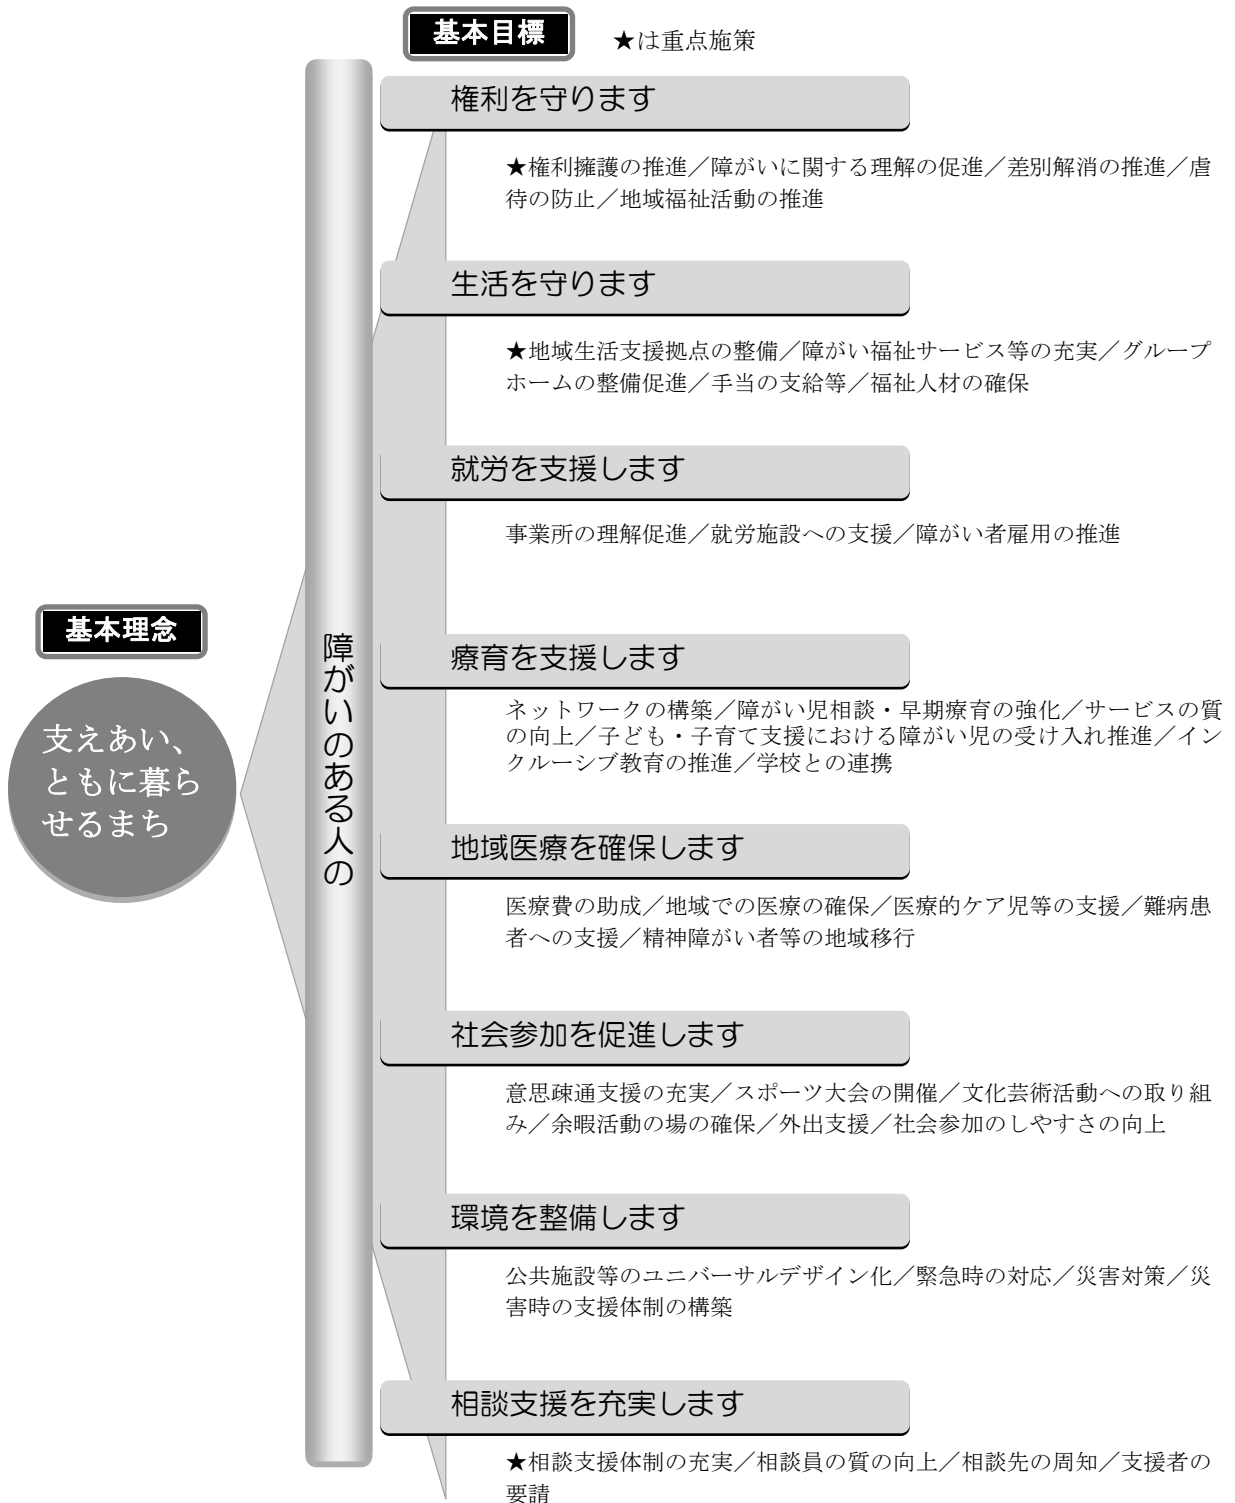 基本目標
★は重点施策
権利を守ります
★権利擁護の推進／障がいに関する理解の促進／差別解消の推進／虐
待の防止／地域福祉活動の推進
生活を守ります
★地域生活支援拠点の整備／障がい福祉サービス等の充実／グループ
ホームの整備促進／手当の支給等／福祉人材の確保
就労を支援します
事業所の理解促進／就労施設への支援／障がい者雇用の推進
基本理念
支えあい、
ともに暮ら
せるまち
障がいのある人の
療育を支援します
ネットワークの構築／障がい児相談・早期療育の強化／サービスの質
の向上／子ども・子育て支援における障がい児の受け入れ推進／イン
クルーシブ教育の推進／学校との連携
地域医療を確保します
医療費の助成／地域での医療の確保／医療的ケア児等の支援／難病患
者への支援／精神障がい者等の地域移行
社会参加を促進します
意思疎通支援の充実／スポーツ大会の開催／文化芸術活動への取り組
み／余暇活動の場の確保／外出支援／社会参加のしやすさの向上
環境を整備します
公共施設等のユニバーサルデザイン化／緊急時の対応／災害対策／災
害時の支援体制の構築
相談支援を充実します
★相談支援体制の充実／相談員の質の向上／相談先の周知／支援者の
要請